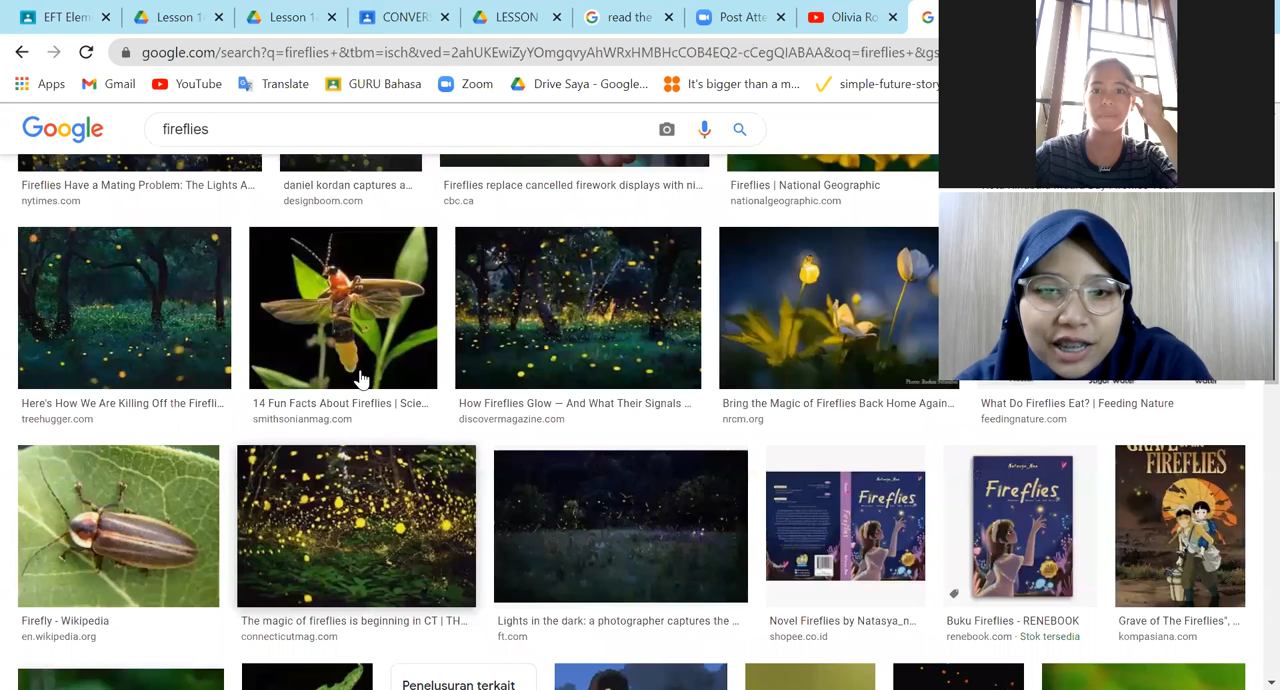 EFT Elem
Lesson 1
Lesson 1
CONVER
LESSON
read the
Post Atte
Olivia Ro
google.com/search?q=fireflies+&tbm=isch&ved=2ahUKEwiZyYOmgqvyAhWRxHMBHcCOB4EQ2-cCegQIABAA&oq=fireflies+&gs
Apps
Gmail
YouTube
Translate
GURU Bahasa
Zoom
Drive Saya - Google...
It's bigger than a m...
simple-future-story
Google
fireflies
Fireflies Have a Mating Problem: The Lights A...
nytimes.com
daniel kordan captures a...
designboom.com
Fireflies replace cancelled firework displays with ni...
cbc.ca
Fireflies | National Geographic
nationalgeographic.com
Here's How We Are Killing Off the Firefli...
treehugger.com
14 Fun Facts About Fireflies | Scie...
smithsonianmag.com
How Fireflies Glow — And What Their Signals ...
discovermagazine.com
Bring the Magic of Fireflies Back Home Again...
nrcm.org
Sugar Water
Water
What Do Fireflies Eat? | Feeding Nature
feedingnature.com
Firefly - Wikipedia
en.wikipedia.org
The magic of fireflies is beginning in CT | TH...
connecticutmag.com
Lights in the dark: a photographer captures the ...
ft.com
Fireflies
Novel Fireflies by Natasya_n...
shopee.co.id
Fireflies
Buku Fireflies - RENEBOOK
renebook.com · Stok tersedia
GRAVE OF THE
FIREFLIES
Grave of The Fireflies", ...
kompasiana.com
Penelusuran terkait